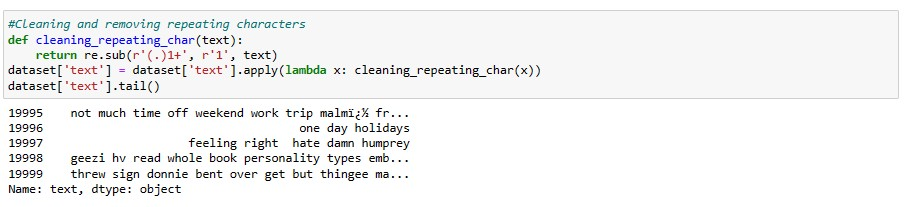 #Cleaning and removing repeating characters
def cleaning_repeating_char(text):
    return re.sub(r'(.)1+', r'1', text)
dataset['text'] = dataset['text'].apply(lambda x: cleaning_repeating_char(x))
dataset['text'].tail()
19995    not much time off weekend work trip malmï¿½ fr...
19996                                  one day holidays
19997                    feeling right  hate damn humprey
19998    geezi hv read whole book personality types emb...
19999    threw sign donnie bent over get but thingee ma...
Name: text, dtype: object